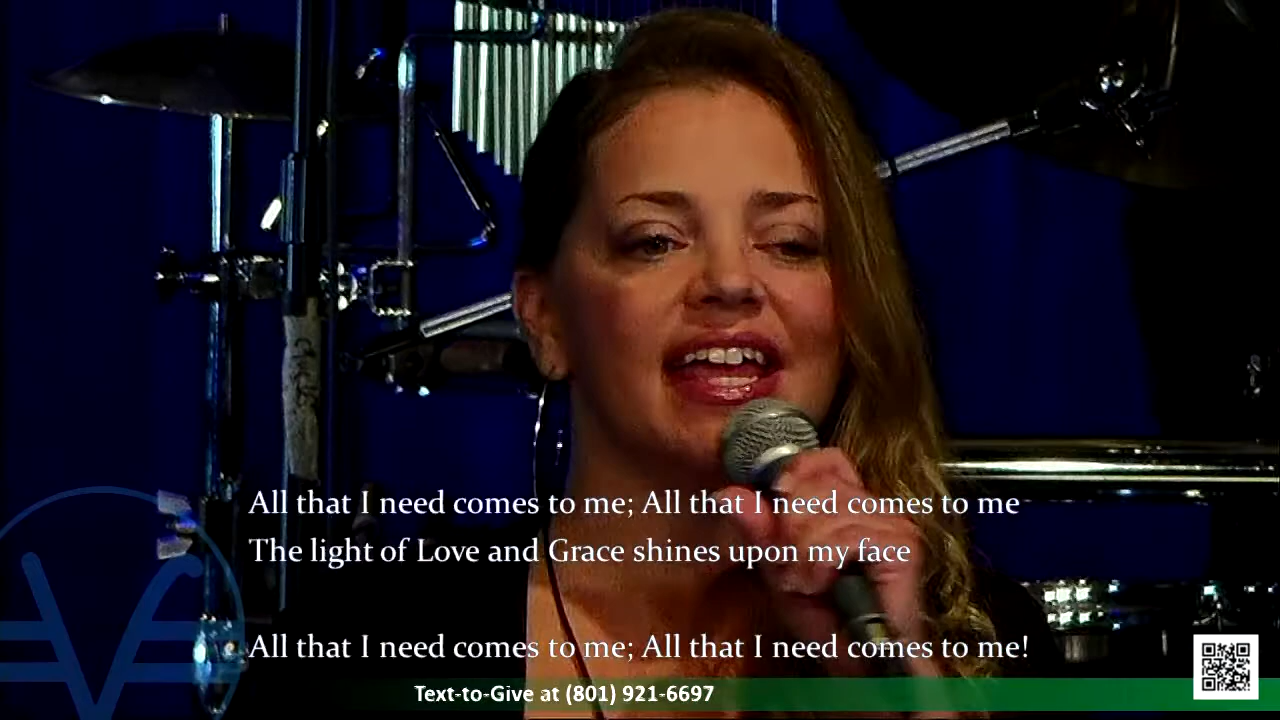 All that I need comes to me; All that I need comes to me
The light of Love and Grace shines upon my face
All that I need comes to me; All that I need comes to me!
Text-to-Give at (801) 921-6697